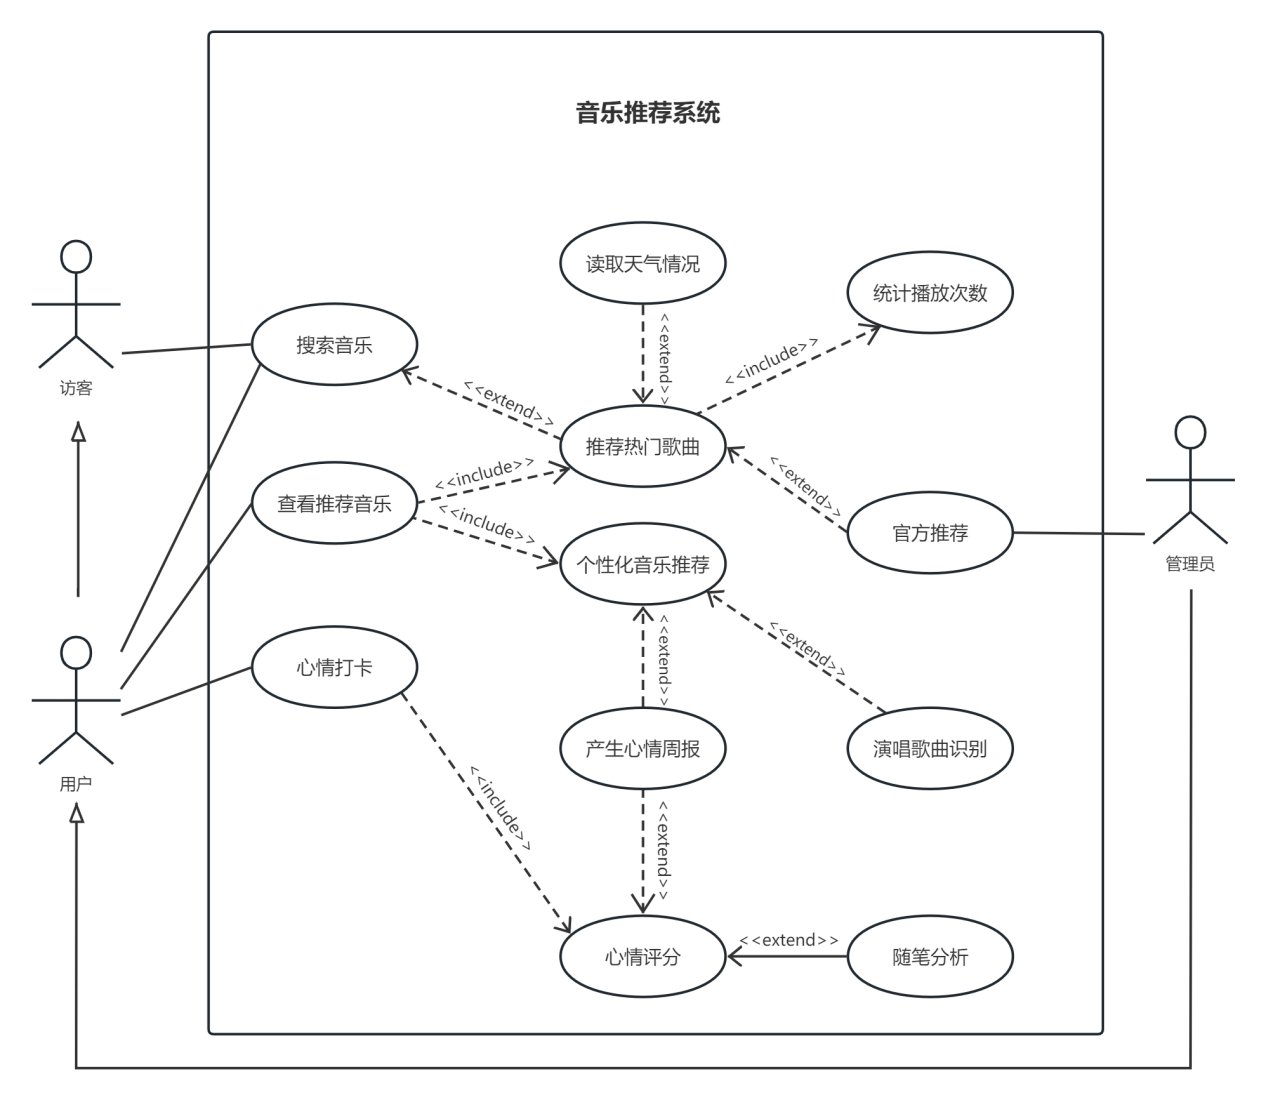 音乐推荐系统
读取天气情况
统计播放次数
<<extend>>
搜索音乐
<<include>>
访客
<<extend>>
推荐热门歌曲
<<include>>
<<extend>>
查看推荐音乐
<<include>>
官方推荐
管理员
个性化音乐推荐
<<extend>>
<<extend>>
心情打卡
用户
产生心情周报
演唱歌曲识别
<<include>>
<<extend>>
<<extend>>
心情评分
随笔分析